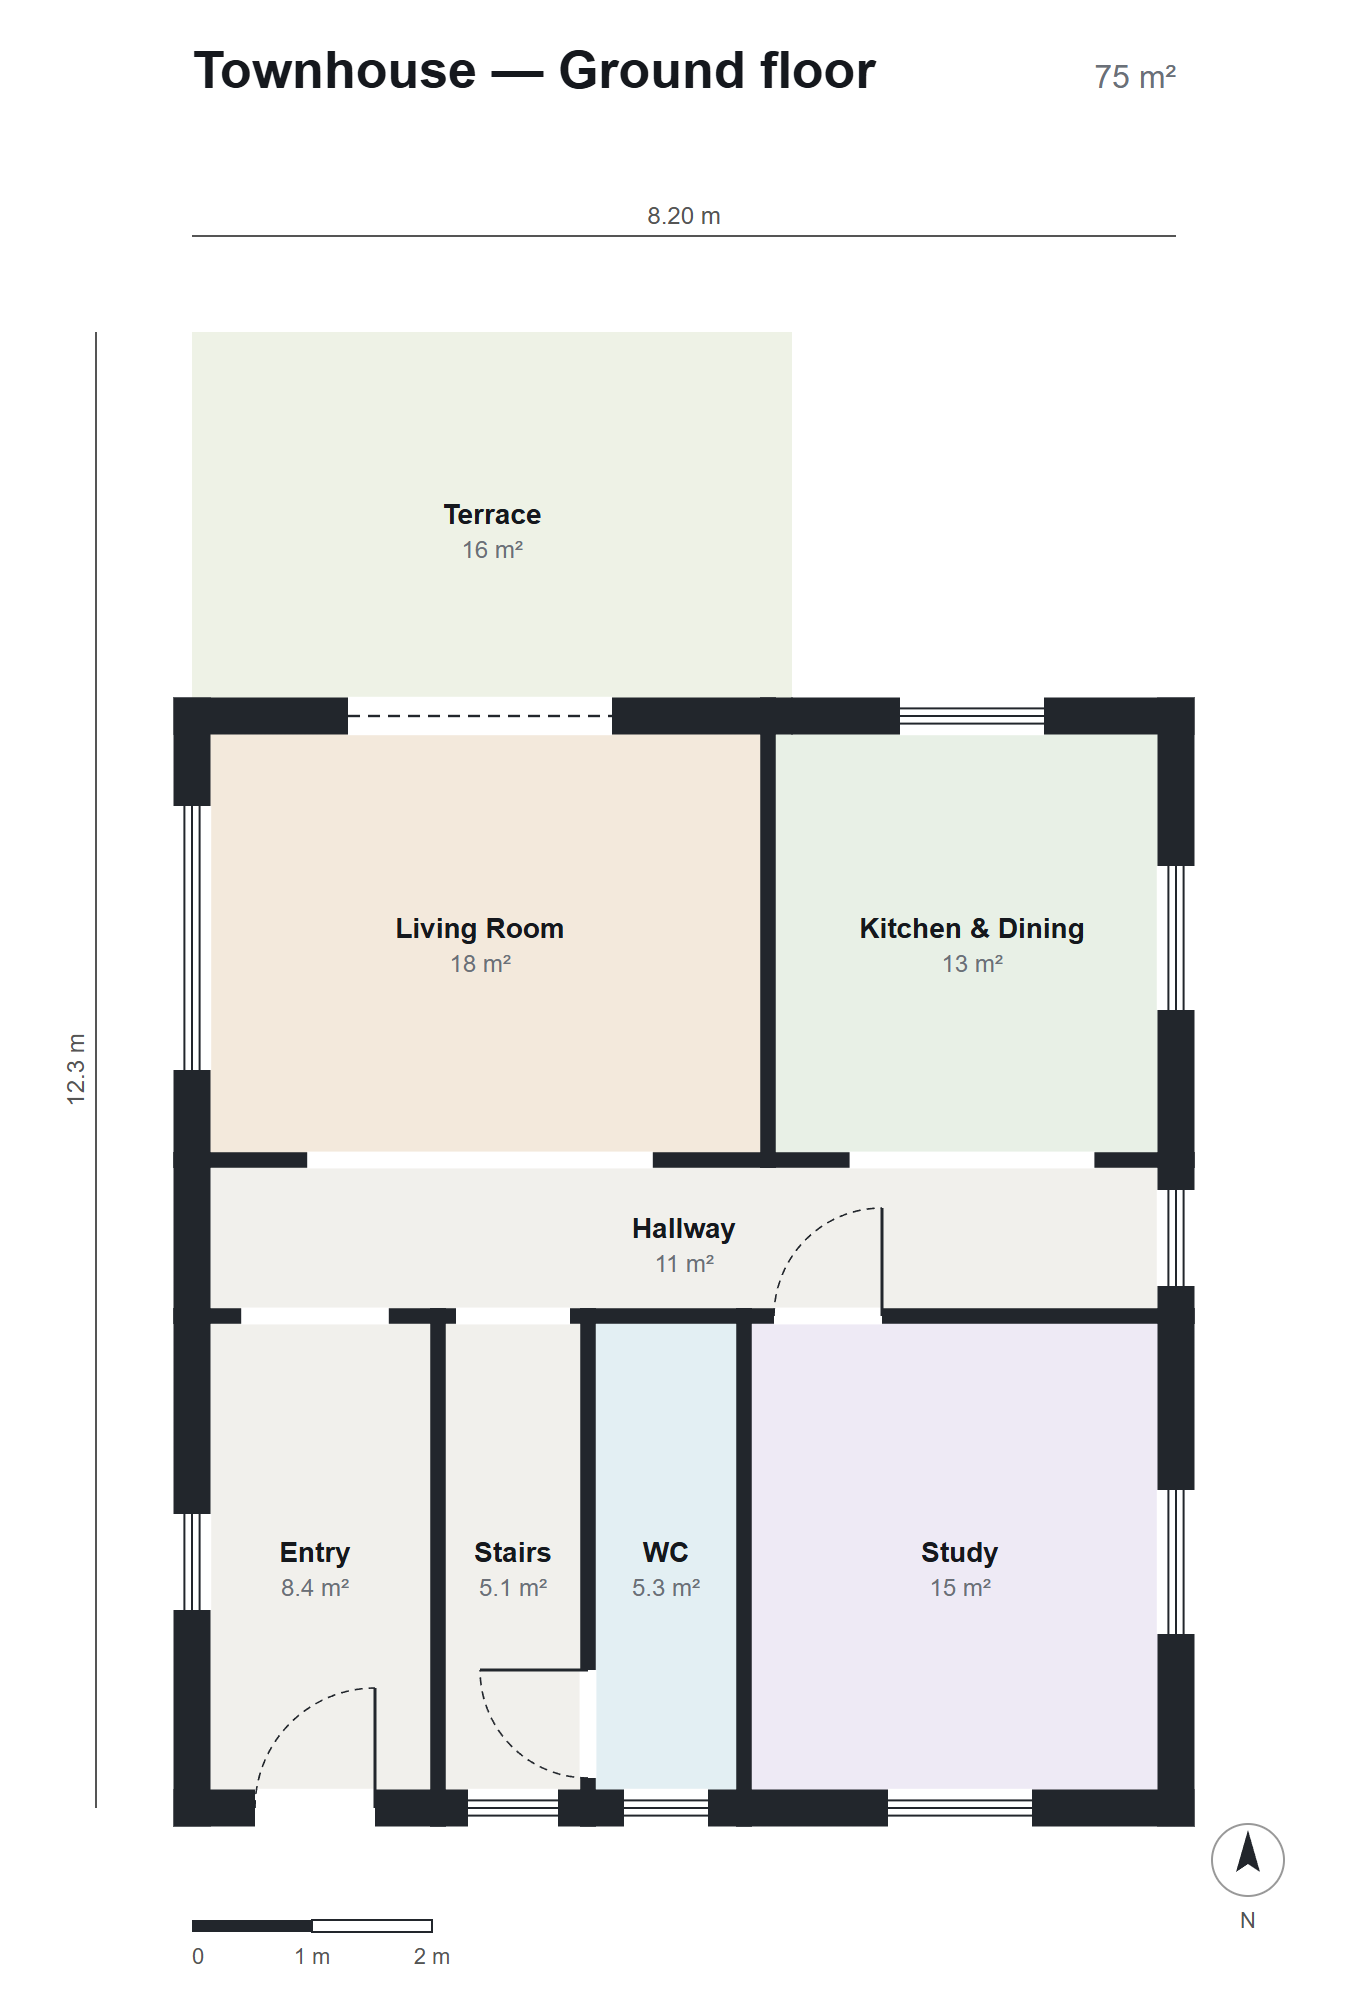 Townhouse — Ground floor
75 m²
8.20 m
Terrace
16 m²
12.3 m
Living Room
18 m²
Kitchen & Dining
13 m²
Hallway
11 m²
Entry
8.4 m²
Stairs
5.1 m²
WC
5.3 m²
Study
15 m²
N
0 1 m 2 m